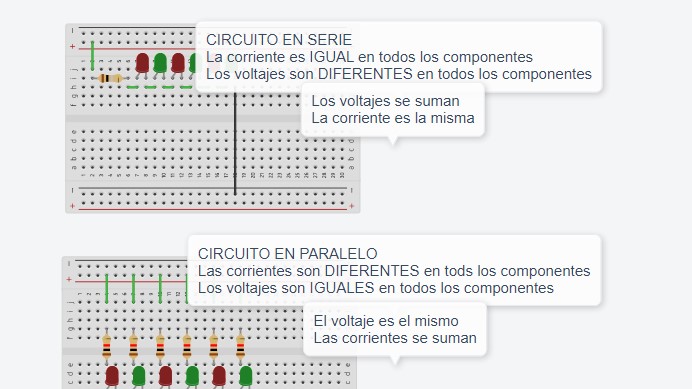 CIRCUITO EN SERIE
La corriente es IGUAL en todos los componentes
Los voltajes son DIFERENTES en todos los componentes
Los voltajes se suman
La corriente es la misma
CIRCUITO EN PARALELO
Las corrientes son DIFERENTES en tods los componentes
Los voltajes son IGUALES en todos los componentes
El voltaje es el mismo
Las corrientes se suman